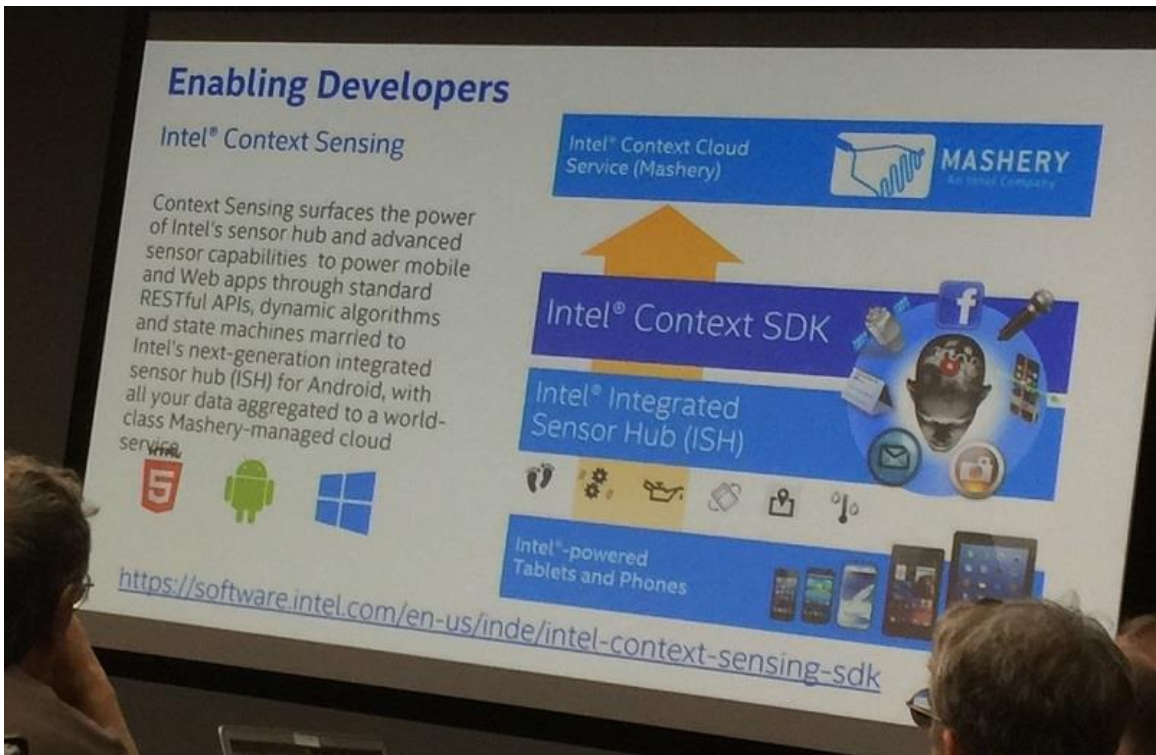 Enabling Developers
Intel® Context Sensing
Context Sensing surfaces the power
of Intel's sensor hub and advanced
sensor capabilities to power mobile
and Web apps through standard
RESTful APIs, dynamic algorithms
and state machines married to
Intel's next-generation integrated
sensor hub (ISH) for Android, with
all your data aggregated to a world-
class Mashery-managed cloud
service
HTML
5
Intel® Context Cloud
Service (Mashery)
MASHERY
An Intel Company
Intel® Context SDK
f
Intel® Integrated
Sensor Hub (ISH)
Intel®-powered
Tablets and Phones
https://software.intel.com/en-us/inde/intel-context-sensing-sdk